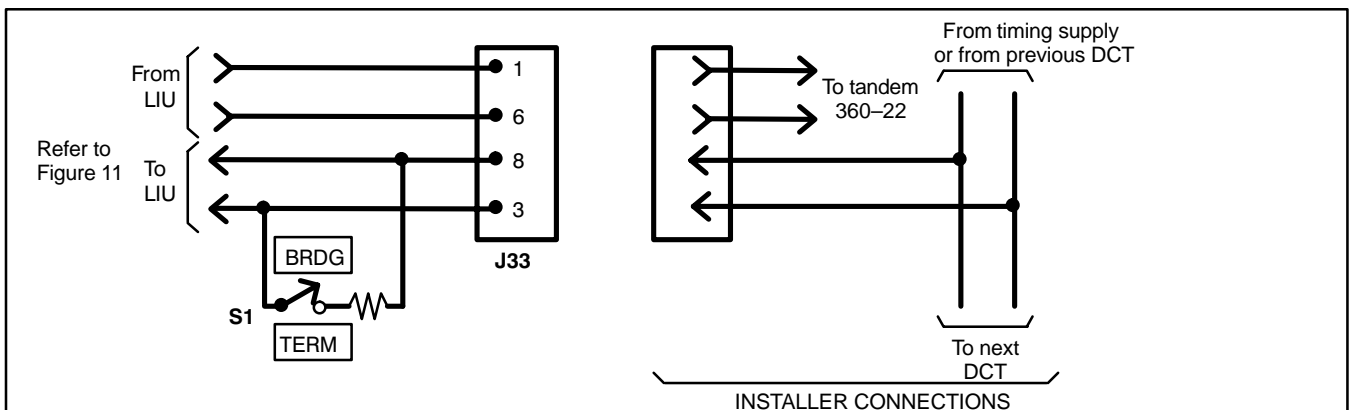 From timing supply
or from previous DCT
From
LIU
1
6
To tandem
360–22
Refer to
Figure 11
To
LIU
8
3
BRDG
J33
S1
TERM
To next
DCT
INSTALLER CONNECTIONS